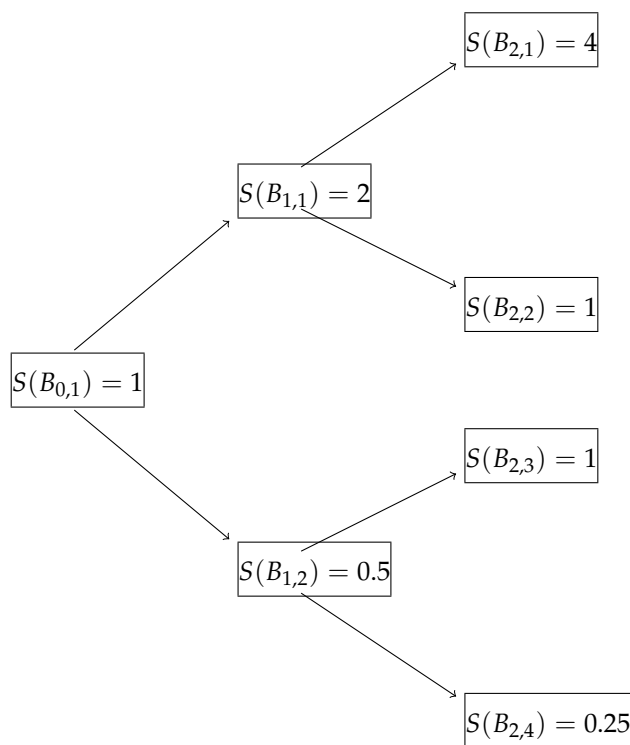 S(B_{2,1}) = 4
S(B_{1,1}) = 2
S(B_{2,2}) = 1
S(B_{0,1}) = 1
S(B_{2,3}) = 1
S(B_{1,2}) = 0.5
S(B_{2,4}) = 0.25